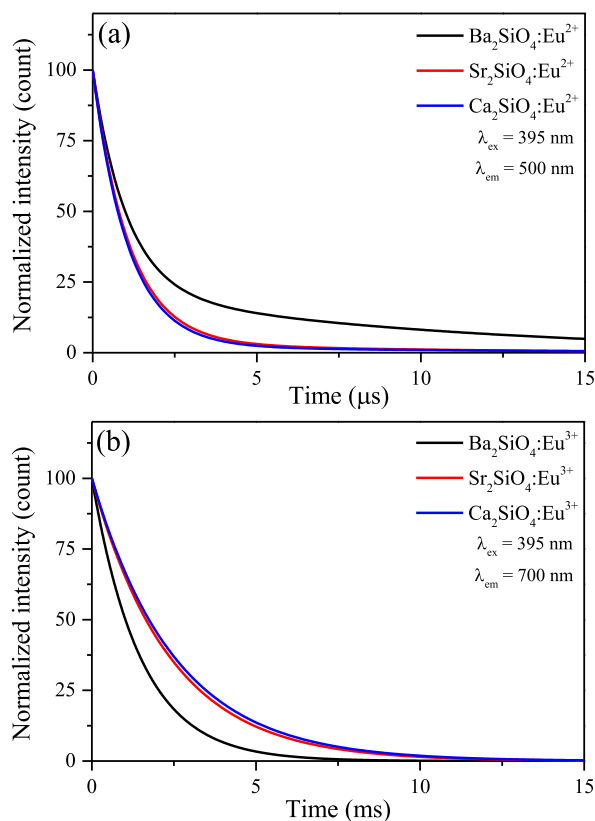 (a)
Ba₂SiO₄:Eu²⁺
Sr₂SiO₄:Eu²⁺
Ca₂SiO₄:Eu²⁺
λex = 395 nm
λem = 500 nm
Normalized intensity (count)
100
75
50
25
0
0 5 10 15
Time (μs)
(b)
Ba₂SiO₄:Eu³⁺
Sr₂SiO₄:Eu³⁺
Ca₂SiO₄:Eu³⁺
λex = 395 nm
λem = 700 nm
Normalized intensity (count)
100
75
50
25
0
0 5 10 15
Time (ms)